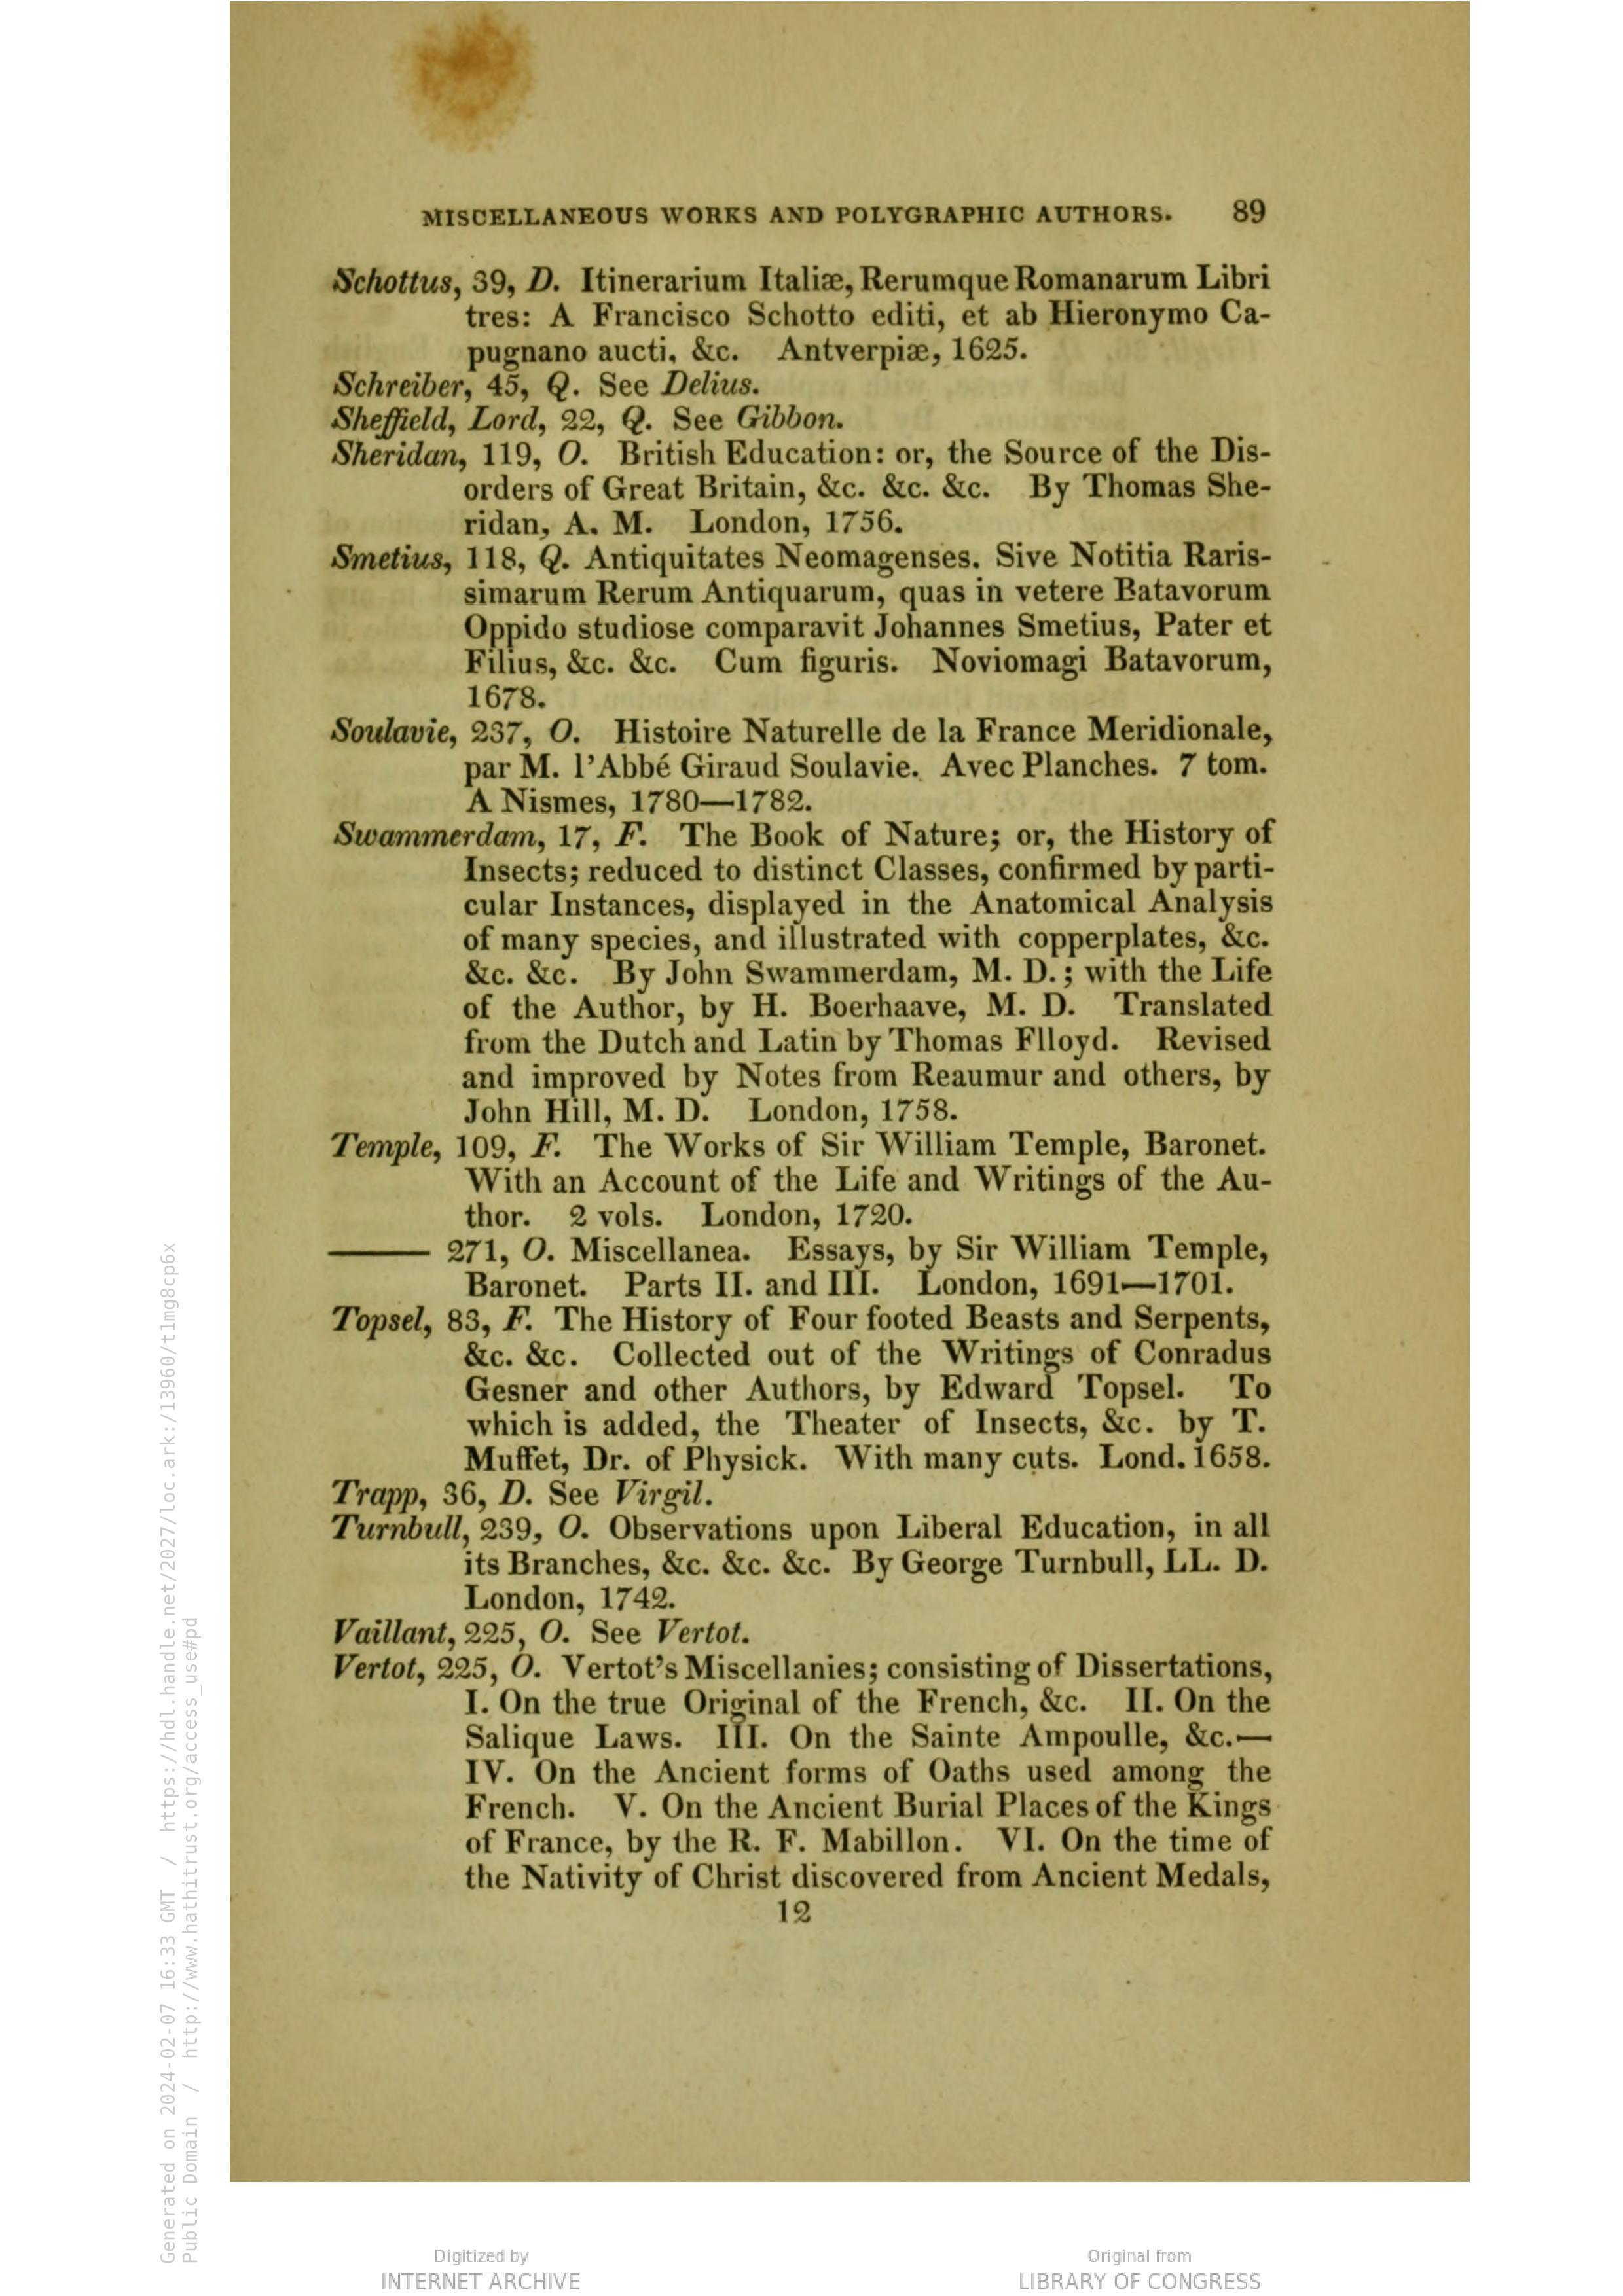 MISCELLANEOUS WORKS AND POLYGRAPHIC AUTHORS. 89
Schottus, 39, D. Itinerarium Italiæ, Rerumque Romanarum Libri
tres: A Francisco Schotto editi, et ab Hieronymo Ca-
pugnano aucti, &c. Antverpiæ, 1625.
Schreiber, 45, Q. See Delius.
Sheffield, Lord, 22, Q. See Gibbon.
Sheridan, 119, O. British Education: or, the Source of the Dis-
orders of Great Britain, &c. &c. &c. By Thomas She-
ridan, A. M. London, 1756.
Smetius, 118, Q. Antiquitates Neomagenses. Sive Notitia Raris-
simarum Rerum Antiquarum, quas in vetere Batavorum
Oppido studiose comparavit Johannes Smetius, Pater et
Filius, &c. &c. Cum figuris. Noviomagi Batavorum,
1678.
Soulavie, 237, O. Histoire Naturelle de la France Meridionale,
par M. l'Abbé Giraud Soulavie. Avec Planches. 7 tom.
A Nismes, 1780—1782.
Swammerdam, 17, F. The Book of Nature; or, the History of
Insects; reduced to distinct Classes, confirmed by parti-
cular Instances, displayed in the Anatomical Analysis
of many species, and illustrated with copperplates, &c.
&c. &c. By John Swammerdam, M. D.; with the Life
of the Author, by H. Boerhaave, M. D. Translated
from the Dutch and Latin by Thomas Flloyd. Revised
and improved by Notes from Reaumur and others, by
John Hill, M. D. London, 1758.
Temple, 109, F. The Works of Sir William Temple, Baronet.
With an Account of the Life and Writings of the Au-
thor. 2 vols. London, 1720.
——— 271, O. Miscellanea. Essays, by Sir William Temple,
Baronet. Parts II. and III. London, 1691—1701.
Topsel, 83, F. The History of Four footed Beasts and Serpents,
&c. &c. Collected out of the Writings of Conradus
Gesner and other Authors, by Edward Topsel. To
which is added, the Theater of Insects, &c. by T.
Muffet, Dr. of Physick. With many cuts. Lond. 1658.
Trapp, 36, D. See Virgil.
Turnbull, 239, O. Observations upon Liberal Education, in all
its Branches, &c. &c. &c. By George Turnbull, LL. D.
London, 1742.
Vaillant, 225, O. See Vertot.
Vertot, 225, O. Vertot's Miscellanies; consisting of Dissertations,
I. On the true Original of the French, &c. II. On the
Salique Laws. III. On the Sainte Ampoulle, &c.—
IV. On the Ancient forms of Oaths used among the
French. V. On the Ancient Burial Places of the Kings
of France, by the R. F. Mabillon. VI. On the time of
the Nativity of Christ discovered from Ancient Medals,
12
Generated on 2024-02-07 16:33 GMT / https://hdl.handle.net/2027/loc.ark:/13960/t1mg8cp6x
Public Domain / http://www.hathitrust.org/access_use#pd
Digitized by
INTERNET ARCHIVE
Original from
LIBRARY OF CONGRESS